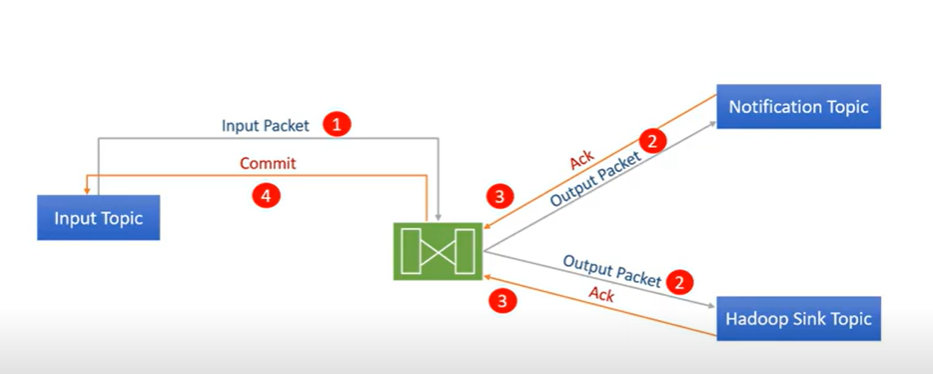 Input Packet 1
Commit
4
Input Topic
Notification Topic
Ack
2
Output Packet
3
Output Packet 2
Ack
3
Hadoop Sink Topic